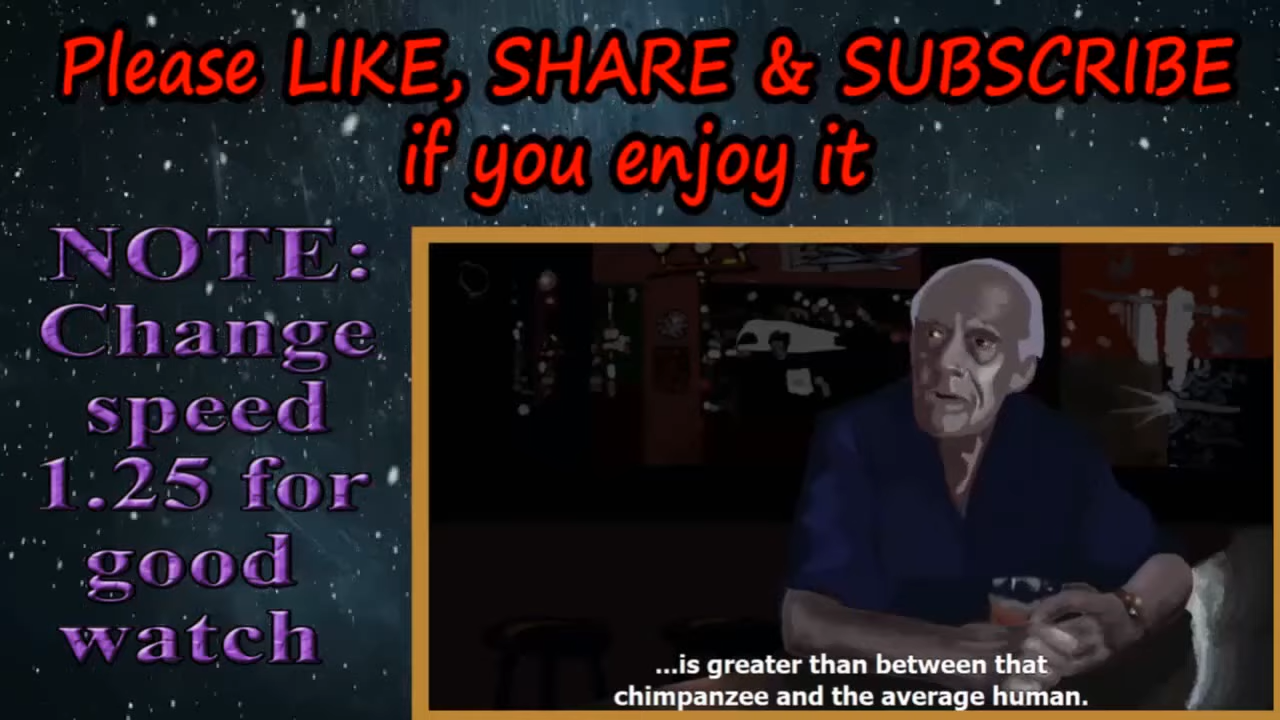 Please LIKE, SHARE & SUBSCRIBE
if you enjoy it
NOTE:
Change
speed
1.25 for
good
watch
...is greater than between that
chimpanzee and the average human.